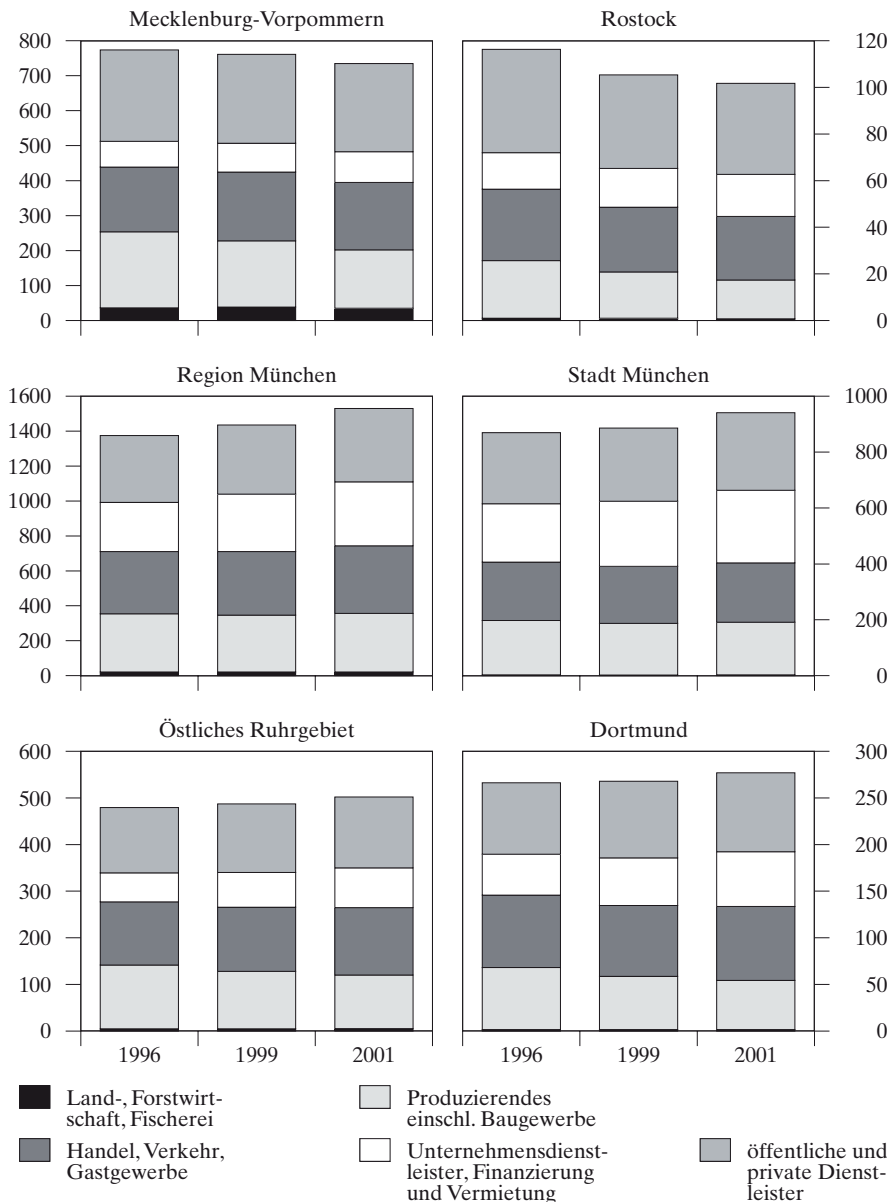 Mecklenburg-Vorpommern
800
700
600
500
400
300
200
100
0
Rostock
120
100
80
60
40
20
0
Region München
1600
1400
1200
1000
800
600
400
200
0
Stadt München
1000
800
600
400
200
0
Östliches Ruhrgebiet
600
500
400
300
200
100
0
1996 1999 2001
Dortmund
300
250
200
150
100
50
0
1996 1999 2001
Land-, Forstwirt-
schaft, Fischerei
Produzierendes
einschl. Baugewerbe
Handel, Verkehr,
Gastgewerbe
Unternehmensdienst-
leister, Finanzierung
und Vermietung
öffentliche und
private Dienst-
leister